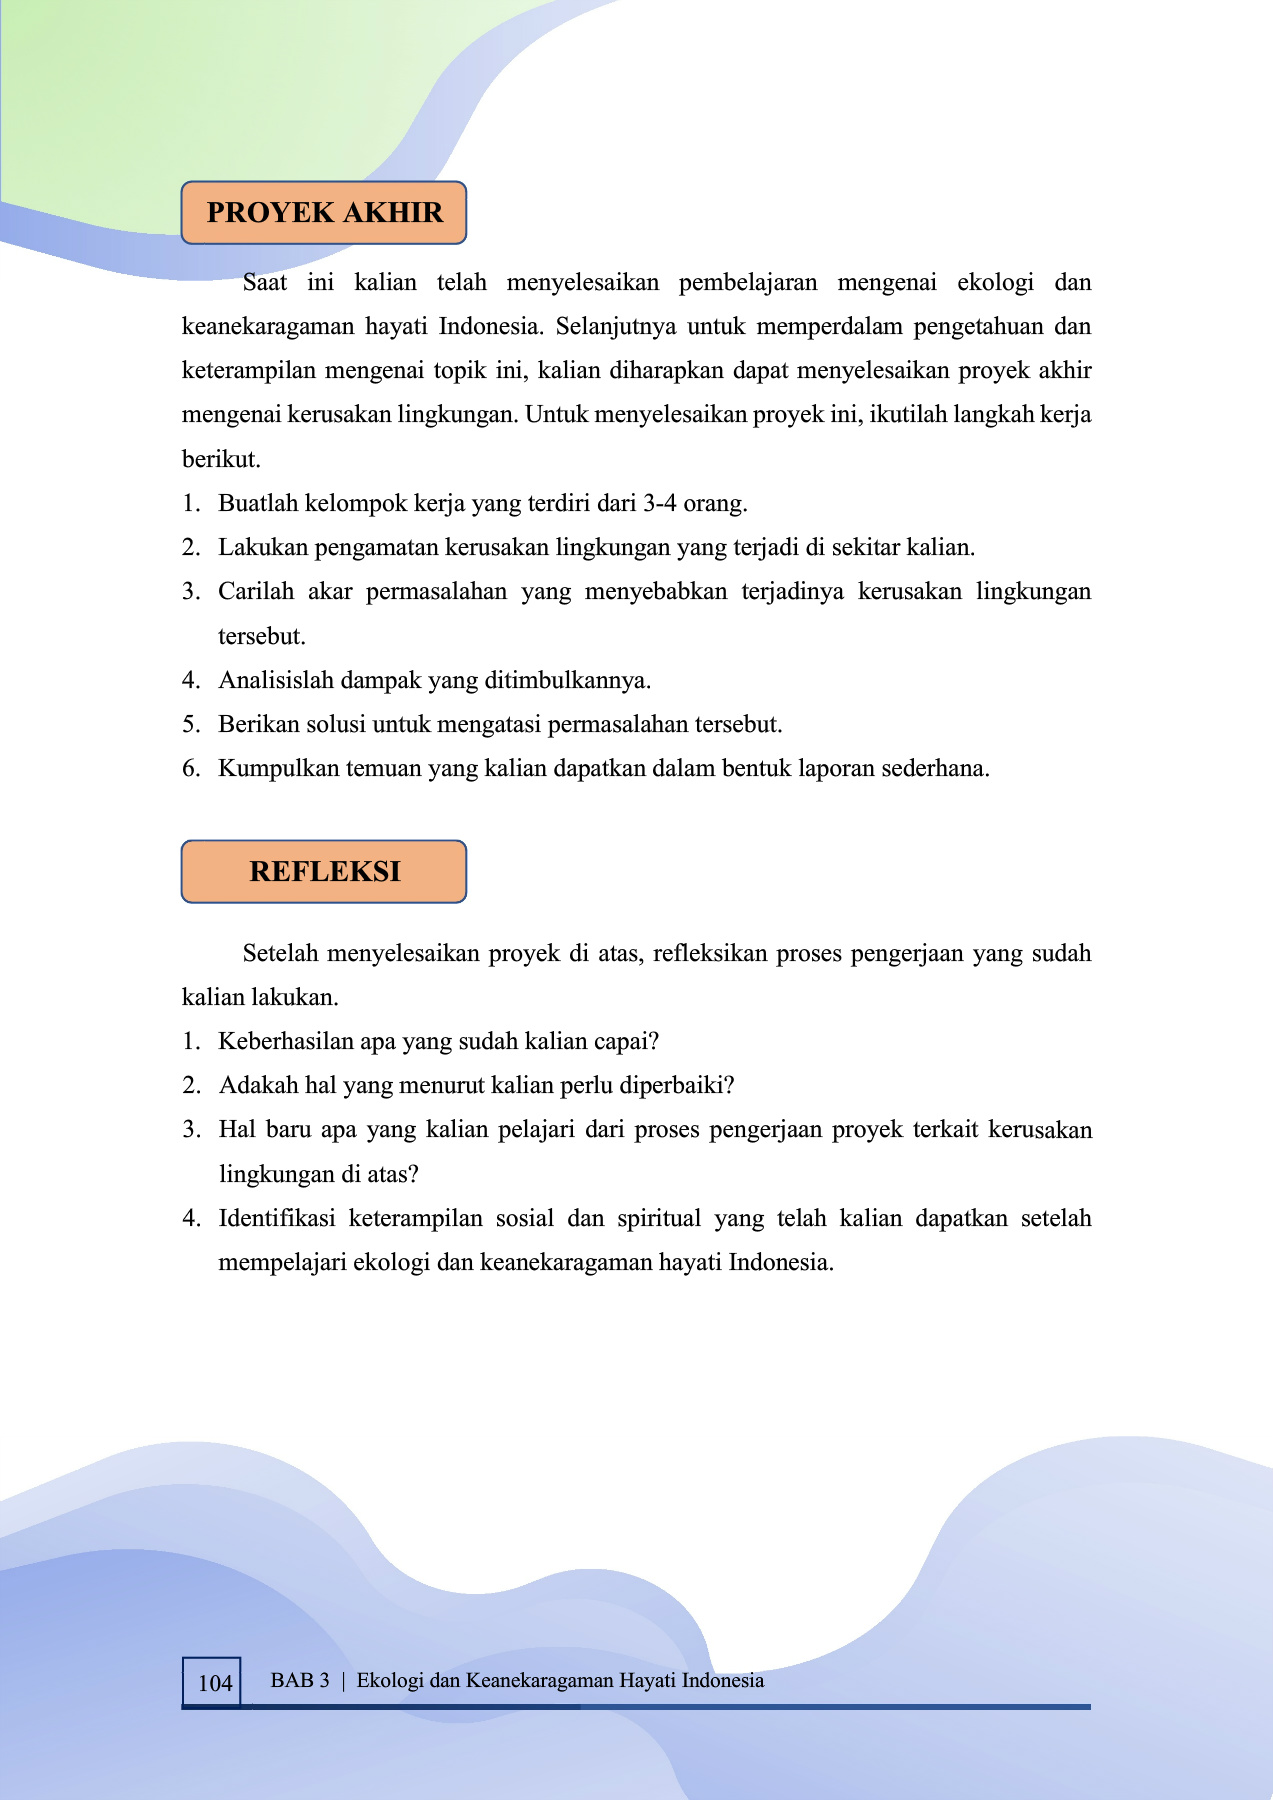 PROYEK AKHIR
Saat ini kalian telah menyelesaikan pembelajaran mengenai ekologi dan
keanekaragaman hayati Indonesia. Selanjutnya untuk memperdalam pengetahuan dan
keterampilan mengenai topik ini, kalian diharapkan dapat menyelesaikan proyek akhir
mengenai kerusakan lingkungan. Untuk menyelesaikan proyek ini, ikutilah langkah kerja
berikut.
1. Buatlah kelompok kerja yang terdiri dari 3-4 orang.
2. Lakukan pengamatan kerusakan lingkungan yang terjadi di sekitar kalian.
3. Carilah akar permasalahan yang menyebabkan terjadinya kerusakan lingkungan
tersebut.
4. Analisislah dampak yang ditimbulkannya.
5. Berikan solusi untuk mengatasi permasalahan tersebut.
6. Kumpulkan temuan yang kalian dapatkan dalam bentuk laporan sederhana.
REFLEKSI
Setelah menyelesaikan proyek di atas, refleksikan proses pengerjaan yang sudah
kalian lakukan.
1. Keberhasilan apa yang sudah kalian capai?
2. Adakah hal yang menurut kalian perlu diperbaiki?
3. Hal baru apa yang kalian pelajari dari proses pengerjaan proyek terkait kerusakan
lingkungan di atas?
4. Identifikasi keterampilan sosial dan spiritual yang telah kalian dapatkan setelah
mempelajari ekologi dan keanekaragaman hayati Indonesia.
104 BAB 3 | Ekologi dan Keanekaragaman Hayati Indonesia